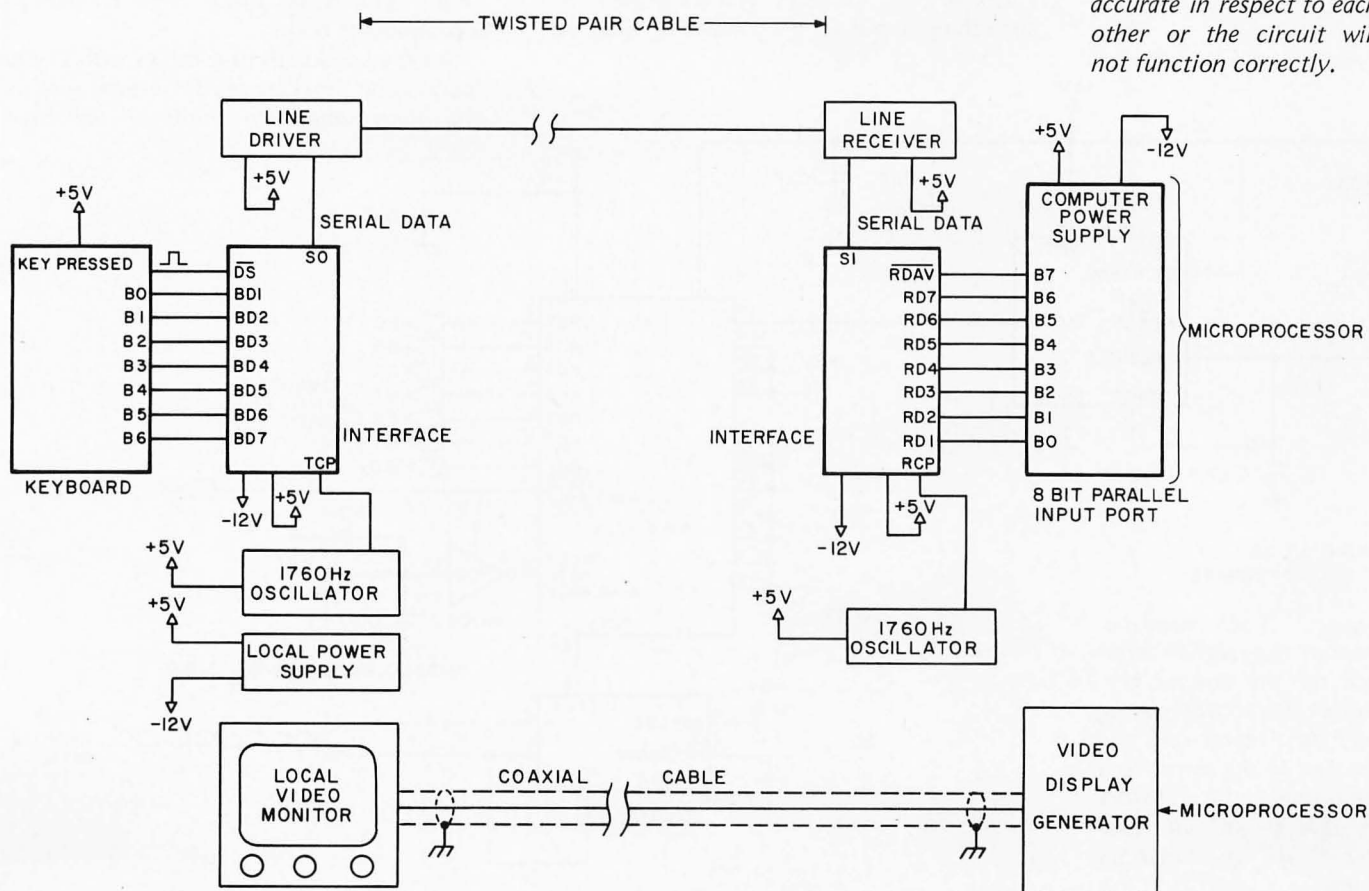 accurate in respect to each
other or the circuit will
not function correctly.
TWISTED PAIR CABLE
LINE
DRIVER
+5V
SERIAL DATA
LINE
RECEIVER
+5V
SERIAL DATA
+5V
-12V
COMPUTER
POWER
SUPPLY
+5V
KEY PRESSED
B0
B1
B2
B3
B4
B5
B6
KEYBOARD
SO
DS
BD1
BD2
BD3
BD4
BD5
BD6
BD7
TCP
INTERFACE
-12V
+5V
+5V
1760Hz
OSCILLATOR
+5V
LOCAL POWER
SUPPLY
-12V
SI
RDAV
RD7
RD6
RD5
RD4
RD3
RD2
RD1
RCP
INTERFACE
-12V
+5V
B7
B6
B5
B4
B3
B2
B1
B0
MICROPROCESSOR
8 BIT PARALLEL
INPUT PORT
+5V
1760Hz
OSCILLATOR
LOCAL
VIDEO
MONITOR
COAXIAL CABLE
VIDEO
DISPLAY
GENERATOR
MICROPROCESSOR